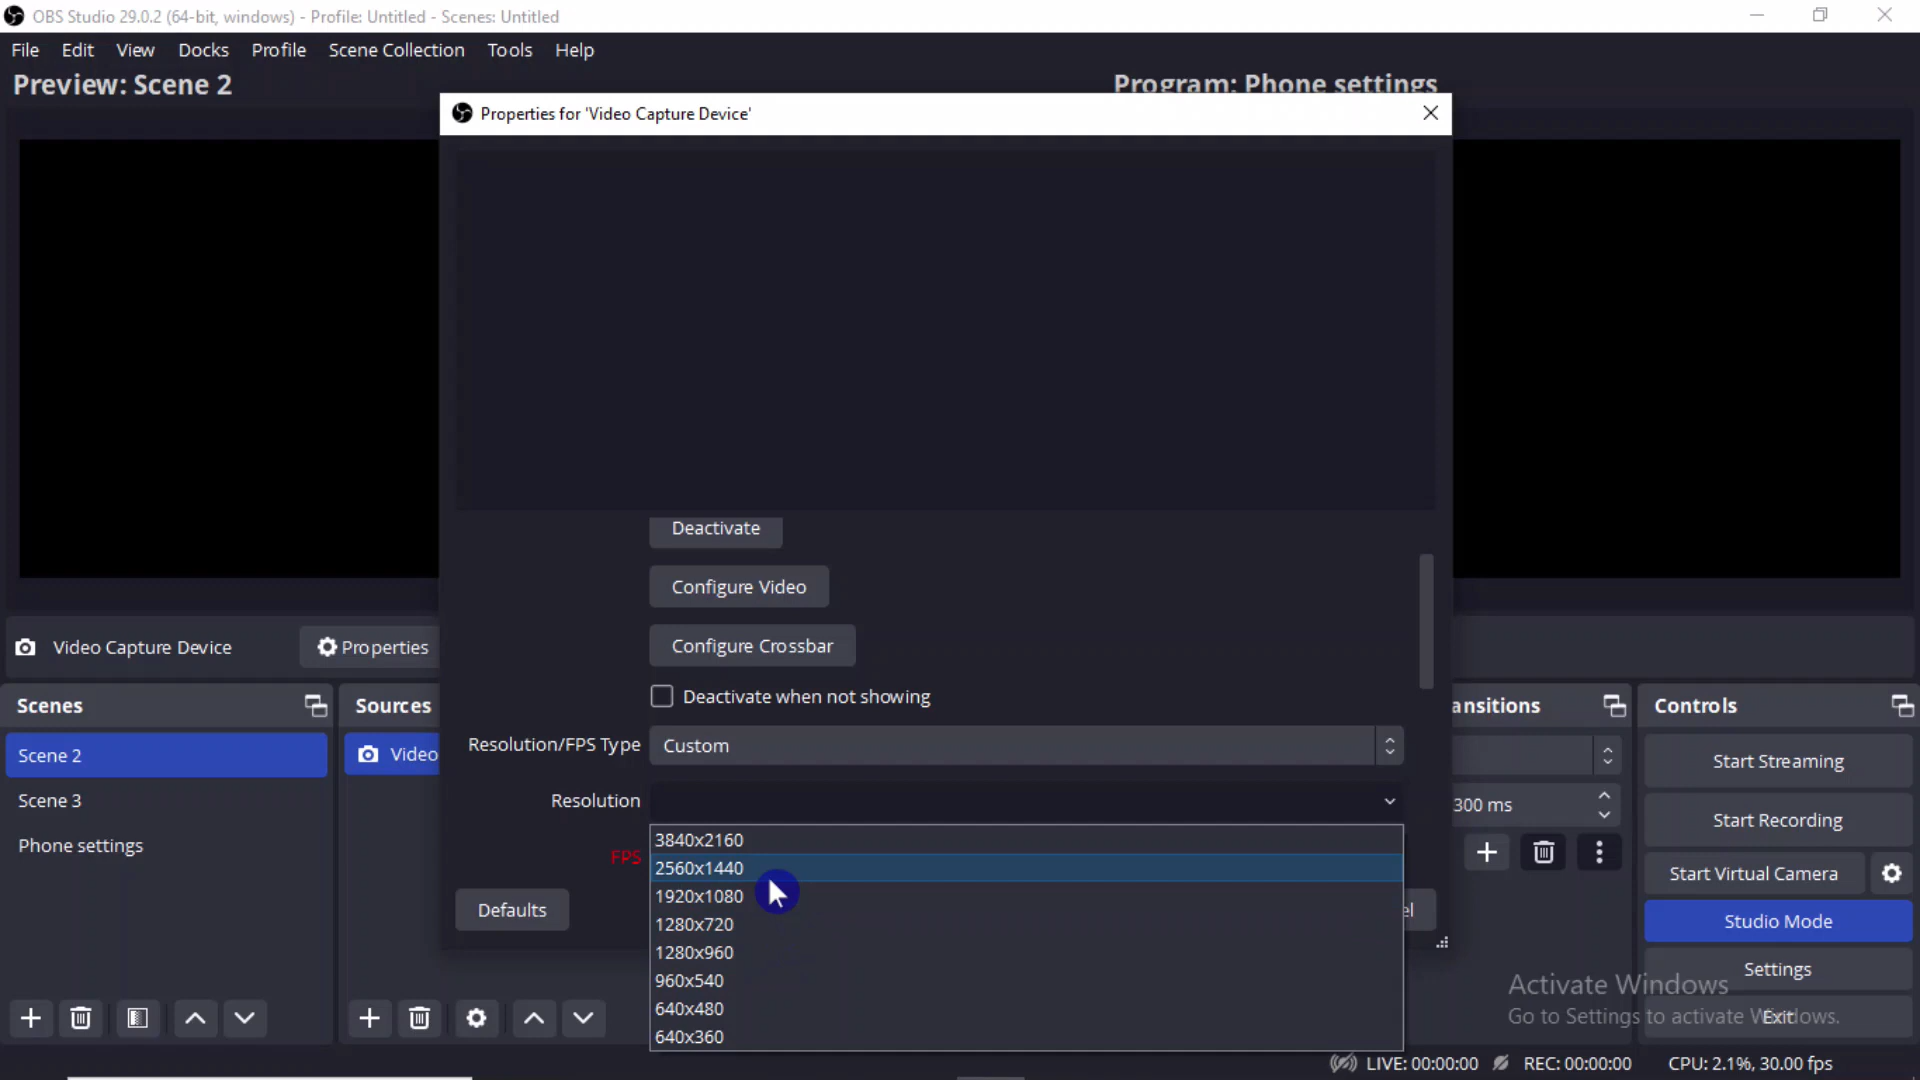 OBS Studio 29.0.2 (64-bit, windows) - Profile: Untitled - Scenes: Untitled
File Edit View Docks Profile Scene Collection Tools Help
Preview: Scene 2
Program: Phone settings
Properties for 'Video Capture Device'
Deactivate
Configure Video
Configure Crossbar
Deactivate when not showing
Resolution/FPS Type Custom
Resolution
FPS
3840x2160
2560x1440
1920x1080
1280x720
1280x960
960x540
640x480
640x360
Defaults
el
Video Capture Device
Properties
Scenes
Scene 2
Scene 3
Phone settings
Sources
Video
ansitions
300 ms
Controls
Start Streaming
Start Recording
Start Virtual Camera
Studio Mode
Settings
Exit
Activate Windows
Go to Settings to activate Windows.
LIVE: 00:00:00
REC: 00:00:00
CPU: 2.1%, 30.00 fps